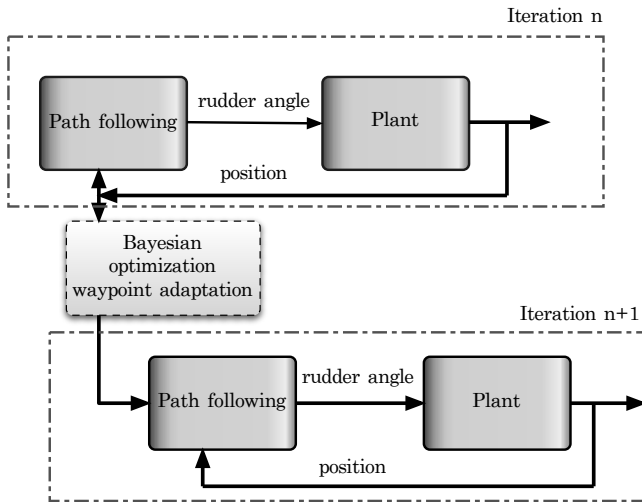 Iteration n
rudder angle
Path following
Plant
position
Bayesian
optimization
waypoint adaptation
Iteration n+1
rudder angle
Path following
Plant
position